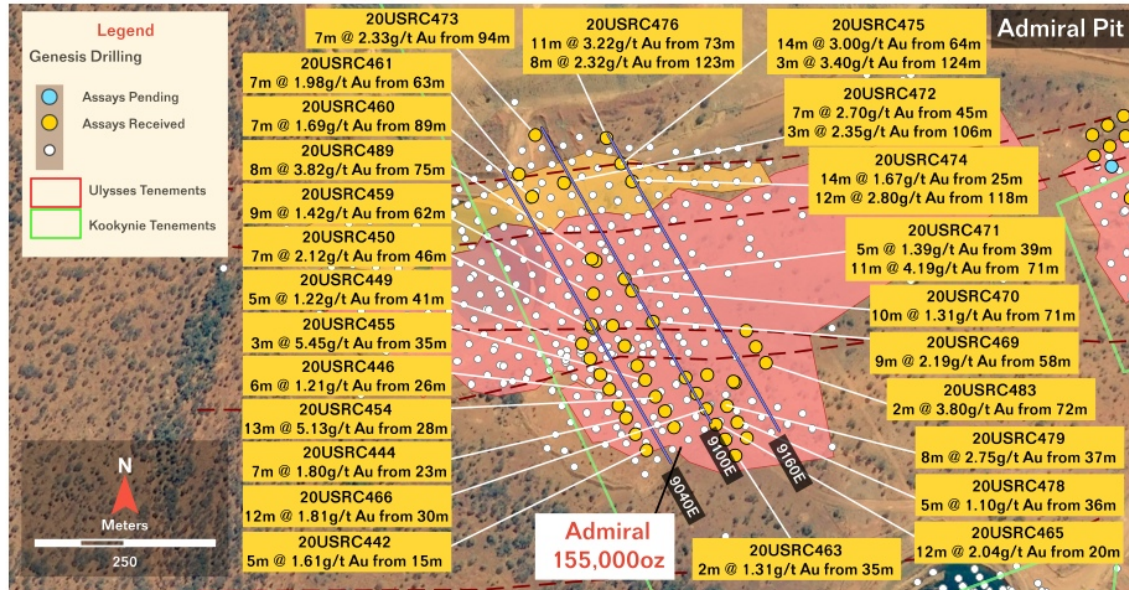 Legend
Genesis Drilling
Assays Pending
Assays Received
Ulysses Tenements
Kookynie Tenements
N
Meters
250
Admiral Pit
20USRC473
7m @ 2.33g/t Au from 94m
20USRC461
7m @ 1.98g/t Au from 63m
20USRC460
7m @ 1.69g/t Au from 89m
20USRC489
8m @ 3.82g/t Au from 75m
20USRC459
9m @ 1.42g/t Au from 62m
20USRC450
7m @ 2.12g/t Au from 46m
20USRC449
5m @ 1.22g/t Au from 41m
20USRC455
3m @ 5.45g/t Au from 35m
20USRC446
6m @ 1.21g/t Au from 26m
20USRC454
13m @ 5.13g/t Au from 28m
20USRC444
7m @ 1.80g/t Au from 23m
20USRC466
12m @ 1.81g/t Au from 30m
20USRC442
5m @ 1.61g/t Au from 15m
20USRC476
11m @ 3.22g/t Au from 73m
8m @ 2.32g/t Au from 123m
20USRC475
14m @ 3.00g/t Au from 64m
3m @ 3.40g/t Au from 124m
20USRC472
7m @ 2.70g/t Au from 45m
3m @ 2.35g/t Au from 106m
20USRC474
14m @ 1.67g/t Au from 25m
12m @ 2.80g/t Au from 118m
20USRC471
5m @ 1.39g/t Au from 39m
11m @ 4.19g/t Au from 71m
20USRC470
10m @ 1.31g/t Au from 71m
20USRC469
9m @ 2.19g/t Au from 58m
20USRC483
2m @ 3.80g/t Au from 72m
20USRC479
8m @ 2.75g/t Au from 37m
20USRC478
5m @ 1.10g/t Au from 36m
20USRC465
12m @ 2.04g/t Au from 20m
20USRC463
2m @ 1.31g/t Au from 35m
9040E
9100E
9160E
Admiral
155,000oz